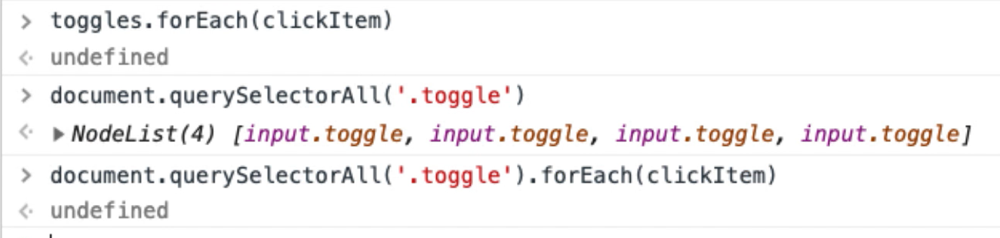 > toggles.forEach(clickItem)
<· undefined
> document.querySelectorAll('.toggle')
<· ▶ NodeList(4) [input.toggle, input.toggle, input.toggle, input.toggle]
> document.querySelectorAll('.toggle').forEach(clickItem)
<· undefined